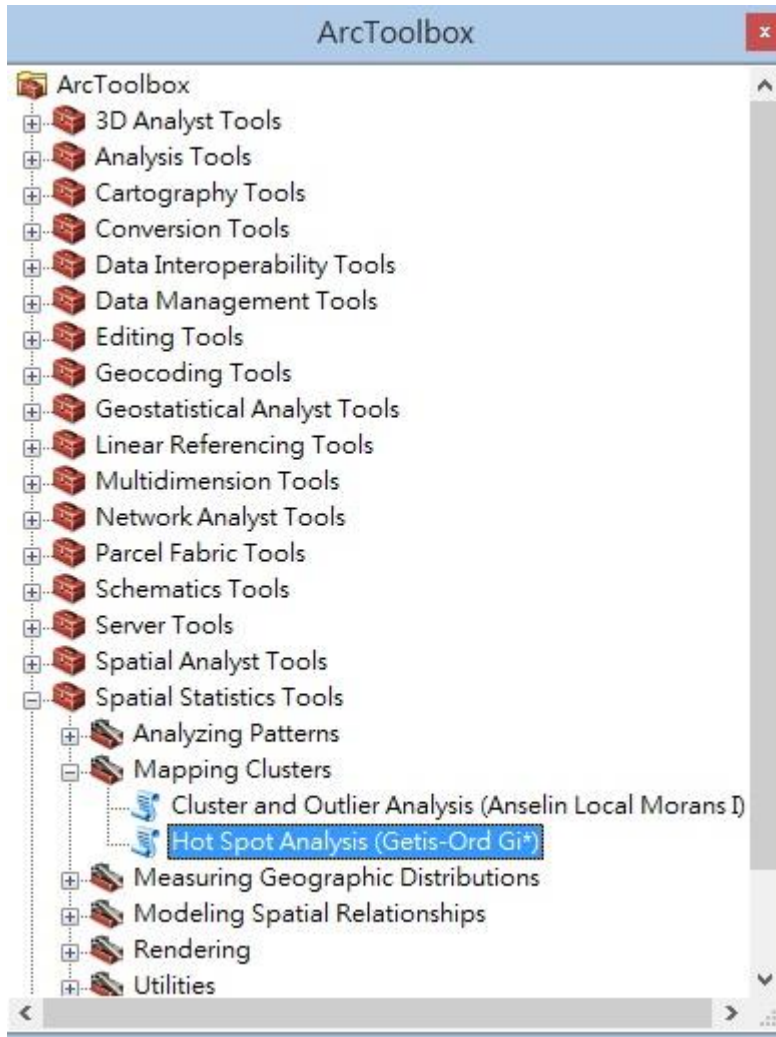 ArcToolbox
ArcToolbox
3D Analyst Tools
Analysis Tools
Cartography Tools
Conversion Tools
Data Interoperability Tools
Data Management Tools
Editing Tools
Geocoding Tools
Geostatistical Analyst Tools
Linear Referencing Tools
Multidimension Tools
Network Analyst Tools
Parcel Fabric Tools
Schematics Tools
Server Tools
Spatial Analyst Tools
Spatial Statistics Tools
Analyzing Patterns
Mapping Clusters
Cluster and Outlier Analysis (Anselin Local Morans I)
Hot Spot Analysis (Getis-Ord Gi*)
Measuring Geographic Distributions
Modeling Spatial Relationships
Rendering
Utilities